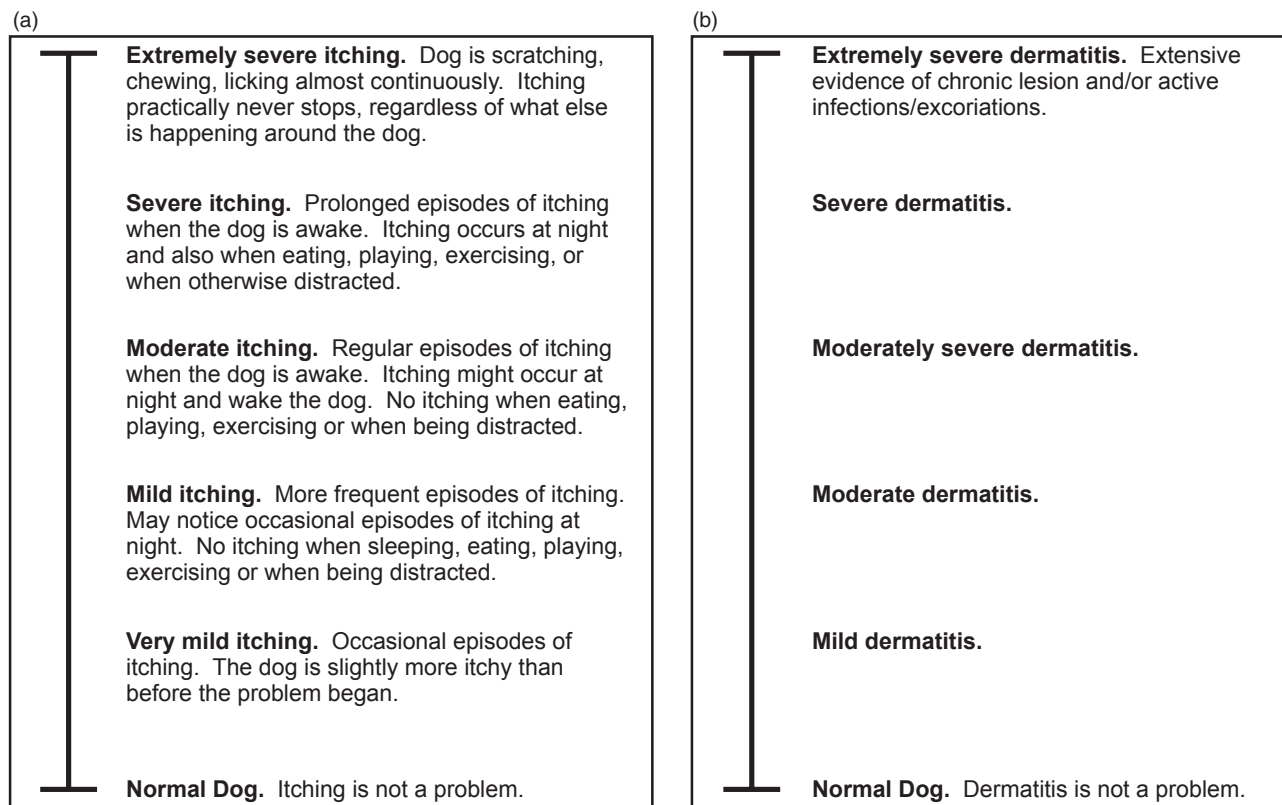 (a)
Extremely severe itching. Dog is scratching,
chewing, licking almost continuously. Itching
practically never stops, regardless of what else
is happening around the dog.
Severe itching. Prolonged episodes of itching
when the dog is awake. Itching occurs at night
and also when eating, playing, exercising, or
when otherwise distracted.
Moderate itching. Regular episodes of itching
when the dog is awake. Itching might occur at
night and wake the dog. No itching when eating,
playing, exercising or when being distracted.
Mild itching. More frequent episodes of itching.
May notice occasional episodes of itching at
night. No itching when sleeping, eating, playing,
exercising or when being distracted.
Very mild itching. Occasional episodes of
itching. The dog is slightly more itchy than
before the problem began.
Normal Dog. Itching is not a problem.
(b)
Extremely severe dermatitis. Extensive
evidence of chronic lesion and/or active
infections/excoriations.
Severe dermatitis.
Moderately severe dermatitis.
Moderate dermatitis.
Mild dermatitis.
Normal Dog. Dermatitis is not a problem.